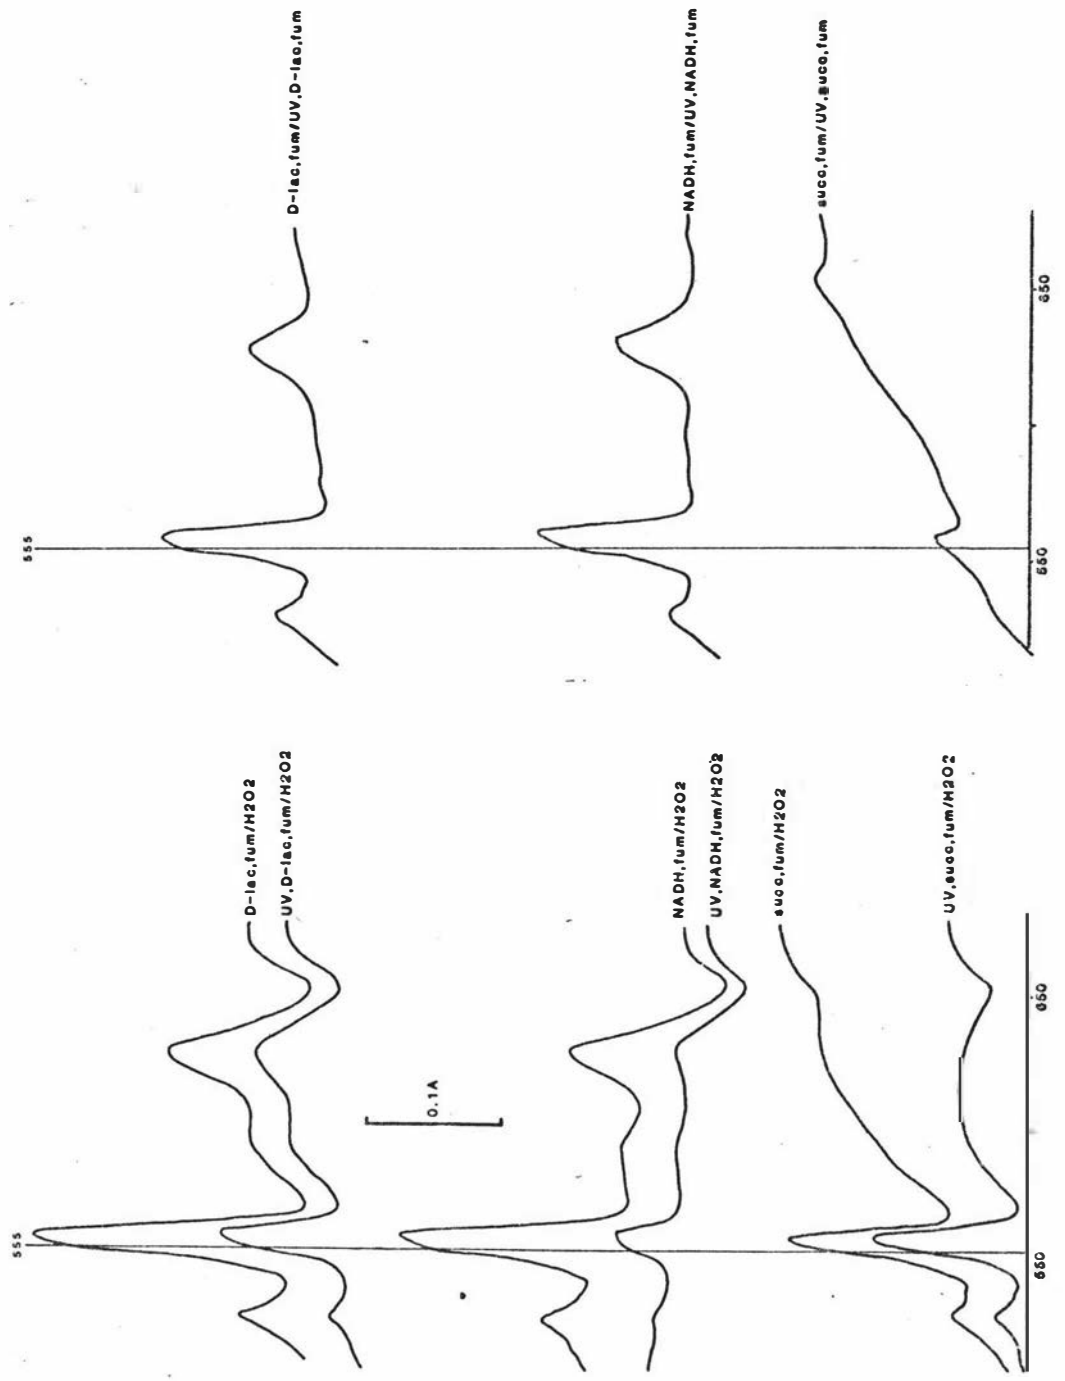 D-lac,fum/UV,D-lac,fum
NADH,fum/UV,NADH,fum
succ,fum/UV,succ,fum
555
550
650
D-lac,fum/H2O2
UV,D-lac,fum/H2O2
NADH,fum/H2O2
UV,NADH,fum/H2O2
succ,fum/H2O2
UV,succ,fum/H2O2
0.1A
555
550
650